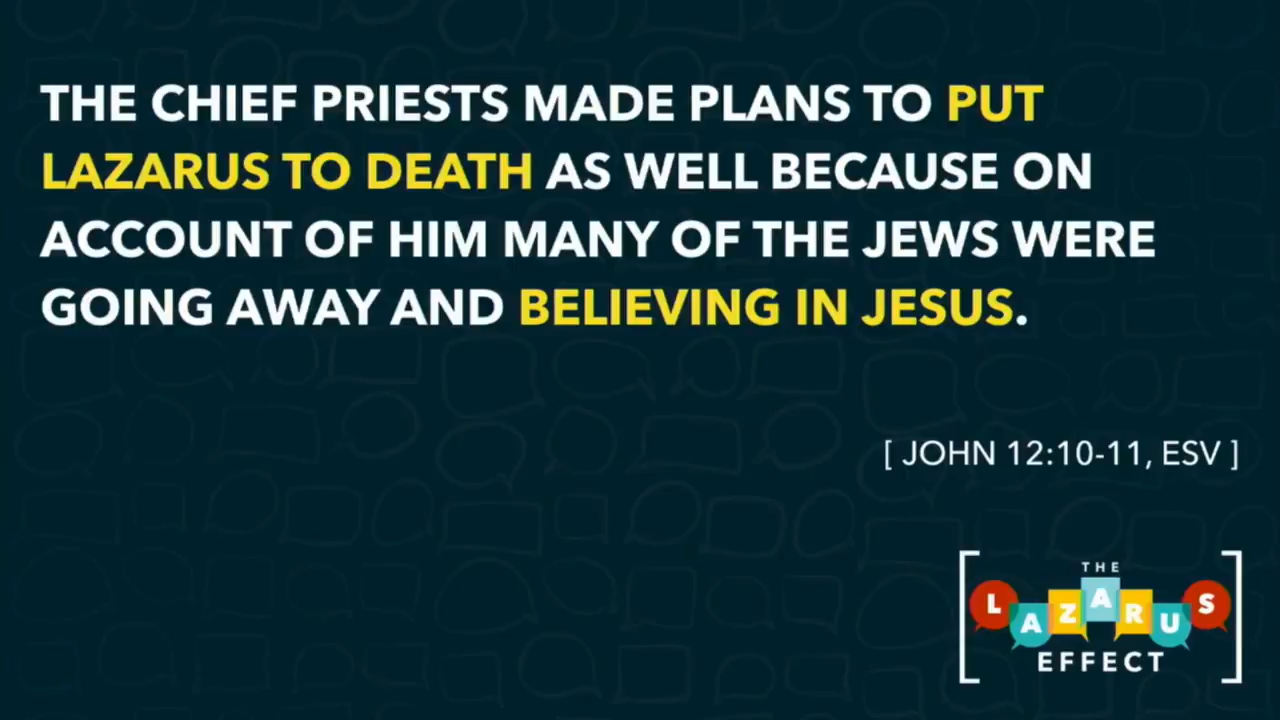 THE CHIEF PRIESTS MADE PLANS TO PUT
LAZARUS TO DEATH AS WELL BECAUSE ON
ACCOUNT OF HIM MANY OF THE JEWS WERE
GOING AWAY AND BELIEVING IN JESUS.
[ JOHN 12:10-11, ESV ]
THE
LAZARUS
EFFECT